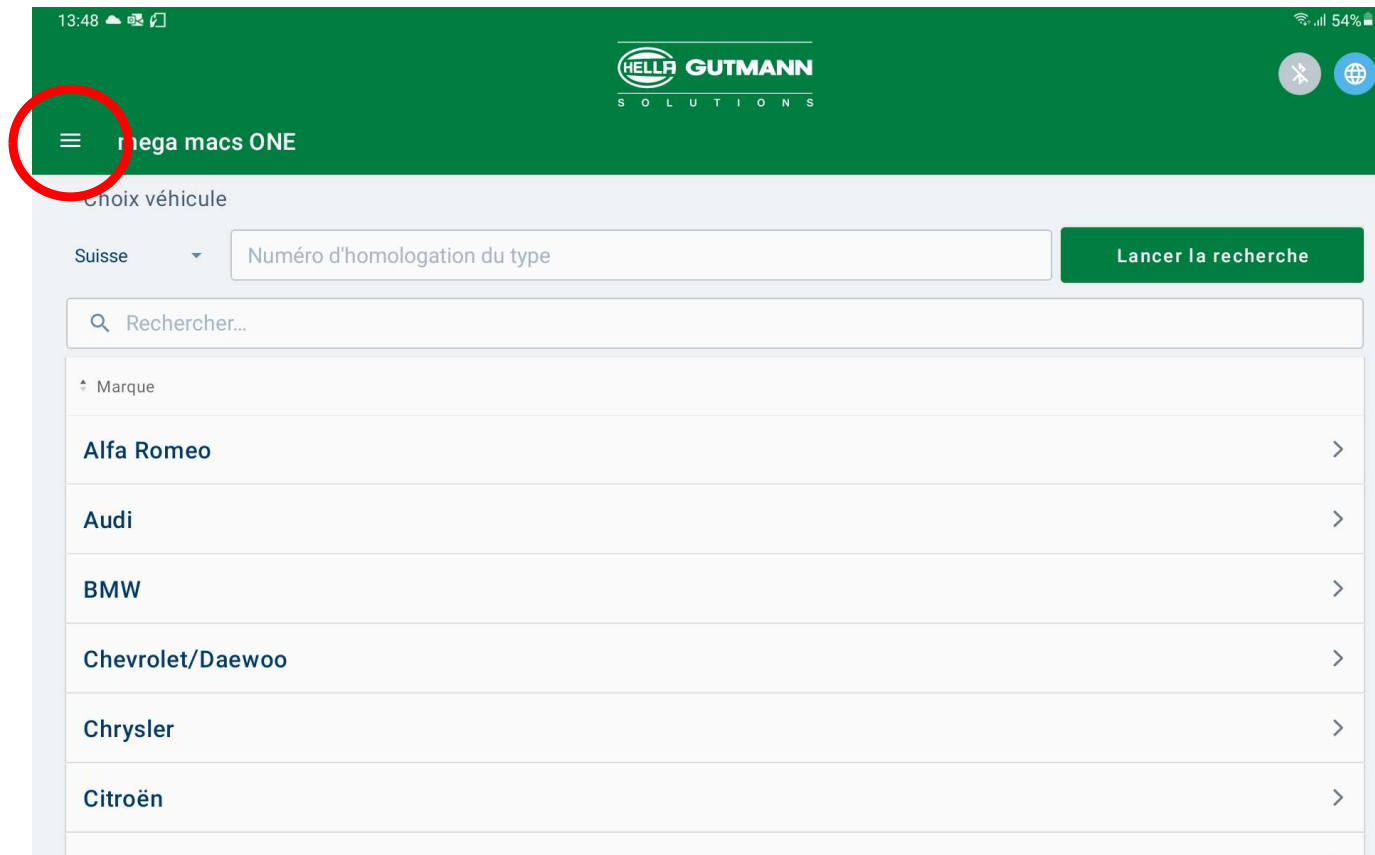 13:48
54%
HELLA GUTMANN
SOLUTIONS
mega macs ONE
Choix véhicule
Suisse
Numéro d'homologation du type
Lancer la recherche
Rechercher…
Marque
Alfa Romeo
Audi
BMW
Chevrolet/Daewoo
Chrysler
Citroën